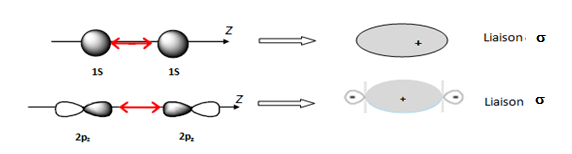 Z
1S 1S
+
Liaison σ
Z
2pz 2pz
- + -
Liaison σ